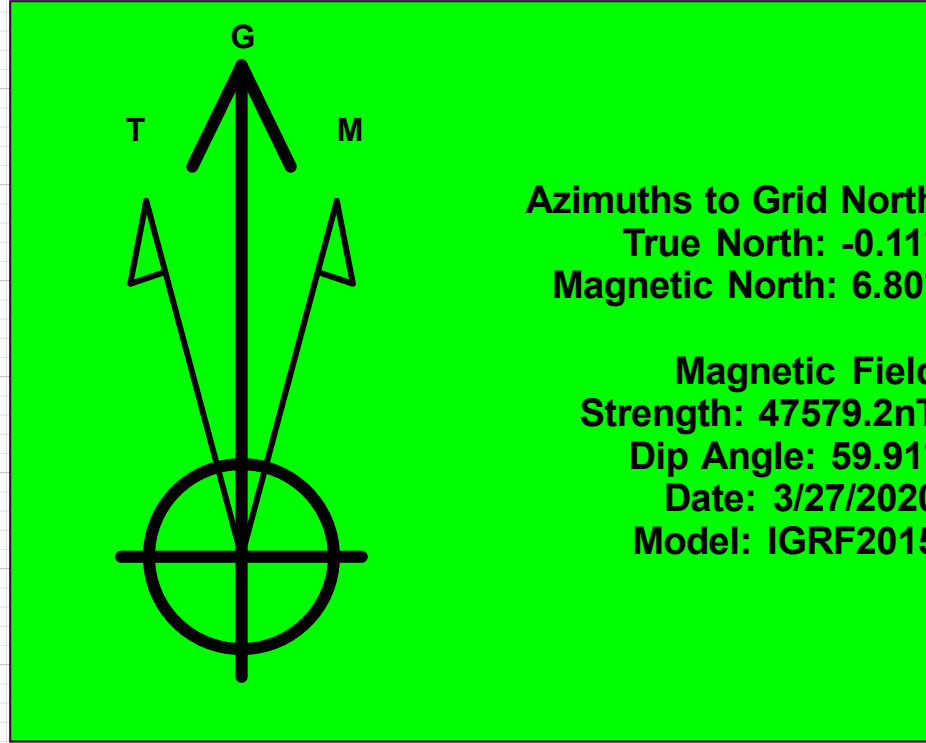 G
T M
Azimuths to Grid North
True North: -0.11°
Magnetic North: 6.80°
Magnetic Field
Strength: 47579.2nT
Dip Angle: 59.91°
Date: 3/27/2020
Model: IGRF2015